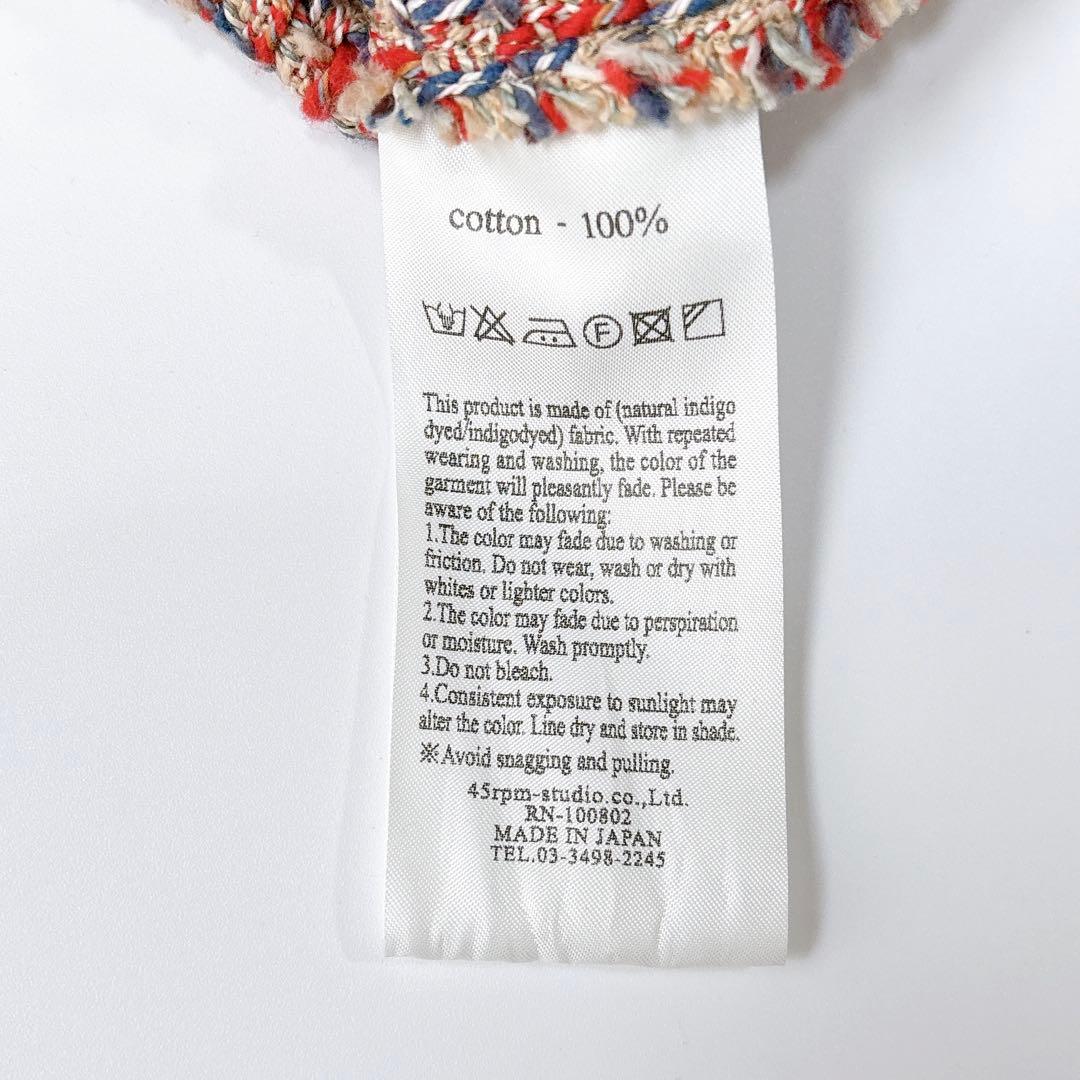 cotton - 100%
F
This product is made of (natural indigo
dyed/indigodyed) fabric. With repeated
wearing and washing, the color of the
garment will pleasantly fade. Please be
aware of the following:
1.The color may fade due to washing or
friction. Do not wear, wash or dry with
whites or lighter colors.
2.The color may fade due to perspiration
or moisture. Wash promptly.
3.Do not bleach.
4.Consistent exposure to sunlight may
alter the color. Line dry and store in shade.
※Avoid snagging and pulling.
45rpm-studio.co.,Ltd.
RN-100802
MADE IN JAPAN
TEL.03-3498-2245